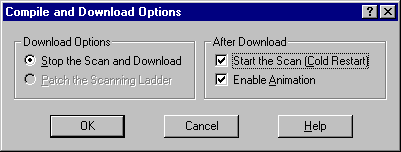 Compile and Download Options
Download Options
Stop the Scan and Download
Patch the Scanning Ladder
After Download
Start the Scan (Cold Restart)
Enable Animation
OK
Cancel
Help